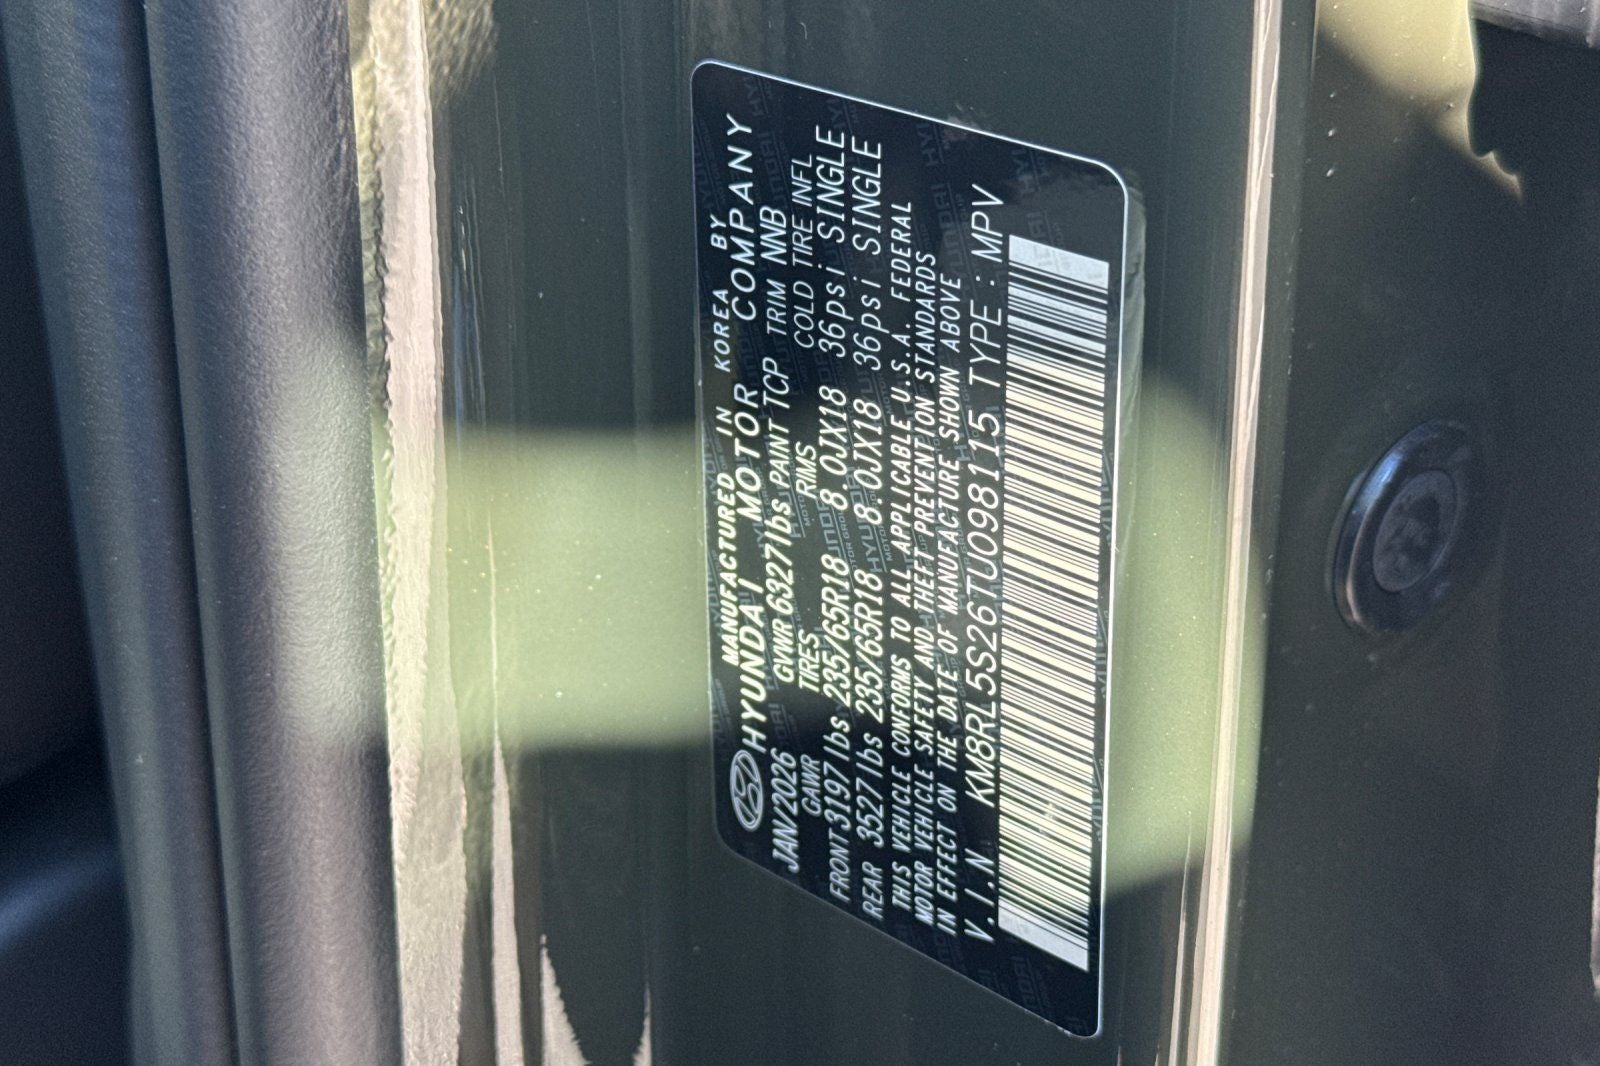 MANUFACTURED IN KOREA BY
HYUNDAI MOTOR COMPANY
JAN/2026 GVWR 6327lbs PAINT TCP TRIM NNB
GAWR TIRES RIMS COLD TIRE INFL
FRONT 3197lbs 235/65R18 8.0JX18 36psi SINGLE
REAR 3527lbs 235/65R18 8.0JX18 36psi SINGLE
THIS VEHICLE CONFORMS TO ALL APPLICABLE U.S.A. FEDERAL
MOTOR VEHICLE SAFETY AND THEFT PREVENTION STANDARDS
IN EFFECT ON THE DATE OF MANUFACTURE SHOWN ABOVE
V.I.N KM8RL5S26TU098115 TYPE : MPV